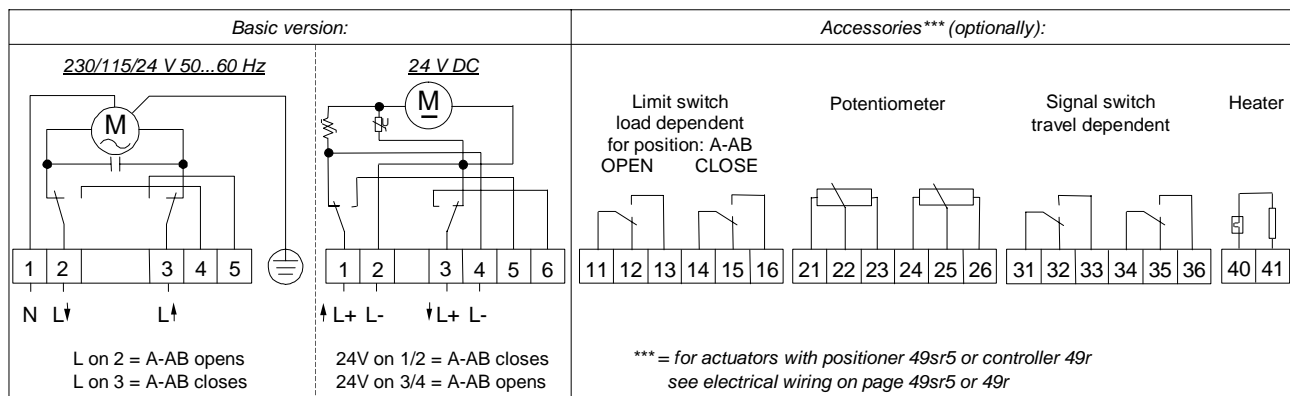 Basic version:
Accessories*** (optionally):
230/115/24 V 50...60 Hz
24 V DC
M
M
Limit switch
load dependent
for position: A-AB
OPEN CLOSE
Potentiometer
Signal switch
travel dependent
Heater
1 2 3 4 5
1 2 3 4 5 6
11 12 13 14 15 16
21 22 23 24 25 26
31 32 33 34 35 36
40 41
N L L
L+ L- L+ L-
L on 2 = A-AB opens
L on 3 = A-AB closes
24V on 1/2 = A-AB closes
24V on 3/4 = A-AB opens
*** = for actuators with positioner 49sr5 or controller 49r
see electrical wiring on page 49sr5 or 49r